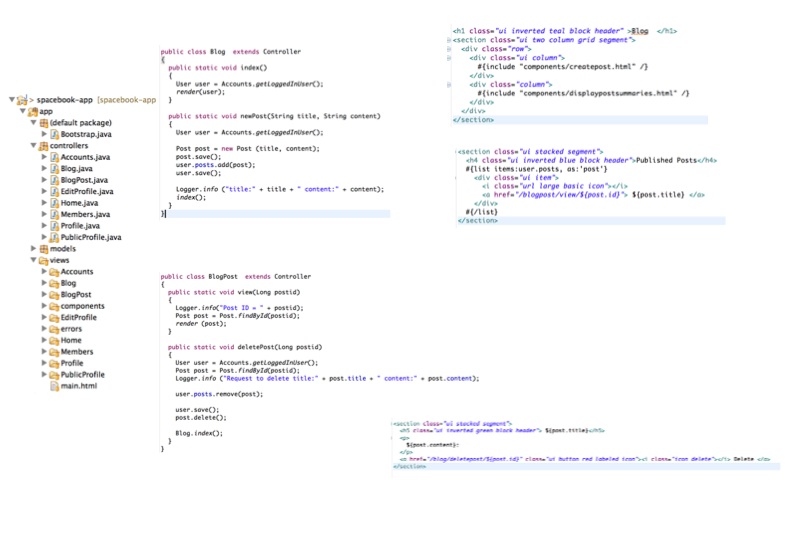 > spacebook-app [spacebook-app
app
(default package)
Bootstrap.java
controllers
Accounts.java
Blog.java
BlogPost.java
EditProfile.java
Home.java
Members.java
Profile.java
PublicProfile.java
models
views
Accounts
Blog
BlogPost
components
EditProfile
errors
Home
Members
Profile
PublicProfile
main.html
public class Blog  extends Controller
{
public static void index()
{
User user = Accounts.getLoggedInUser();
render(user);
}
public static void newPost(String title, String content)
{
User user = Accounts.getLoggedInUser();
Post post = new Post (title, content);
post.save();
user.posts.add(post);
user.save();
Logger.info ("title:" + title + " content:" + content);
index();
}
}
public class BlogPost  extends Controller
{
public static void view(Long postid)
{
Logger.info("Post ID = " + postid);
Post post = Post.findById(postid);
render (post);
}
public static void deletePost(Long postid)
{
User user = Accounts.getLoggedInUser();
Post post = Post.findById(postid);
Logger.info ("Request to delete title:" + post.title + " content:" + post.content);
user.posts.remove(post);
user.save();
post.delete();
Blog.index();
}
}
<h1 class="ui inverted teal block header" >Blog  </h1>
<section class="ui two column grid segment">
<div class="row">
<div class="ui column">
#{include "components/createpost.html" /}
</div>
<div class="column">
#{include "components/displaypostsummaries.html" /}
</div>
</div>
</section>
<section class="ui stacked segment">
<h4 class="ui inverted blue block header">Published Posts</h4>
#{list items:user.posts, as:'post'}
<div class="ui item">
<i class="url large basic icon"></i>
<a href="/blogpost/view/${post.id}"> ${post.title} </a>
</div>
#{/list}
</section>
<section class="ui stacked segment">
<h5 class="ui inverted green block header"> ${post.title}</h5>
<p>
${post.content}
</p>
<a href="/blog/deletepost/${post.id}" class="ui button red labeled icon"><i class="icon delete"></i> Delete </a>
</section>